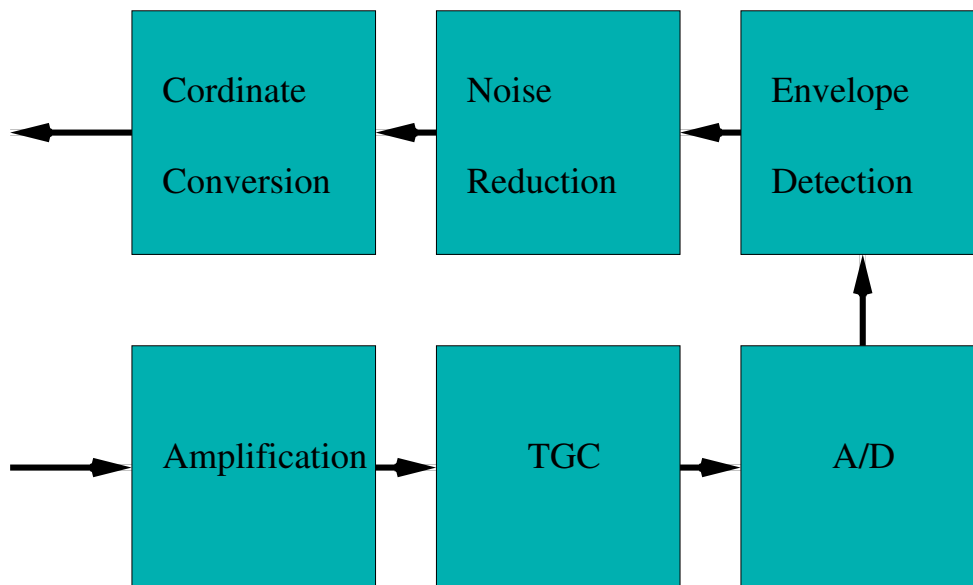 Cordinate
Conversion
Noise
Reduction
Envelope
Detection
Amplification
TGC
A/D